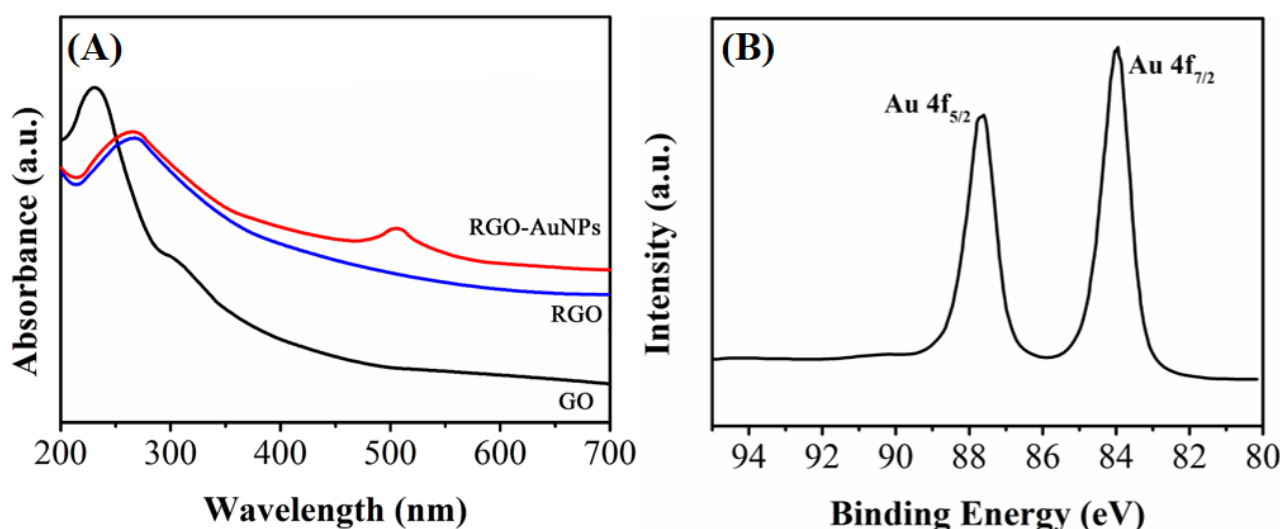 (A)
Absorbance (a.u.)
RGO-AuNPs
RGO
GO
200 300 400 500 600 700
Wavelength (nm)
(B)
Intensity (a.u.)
Au 4f5/2
Au 4f7/2
94 92 90 88 86 84 82 80
Binding Energy (eV)